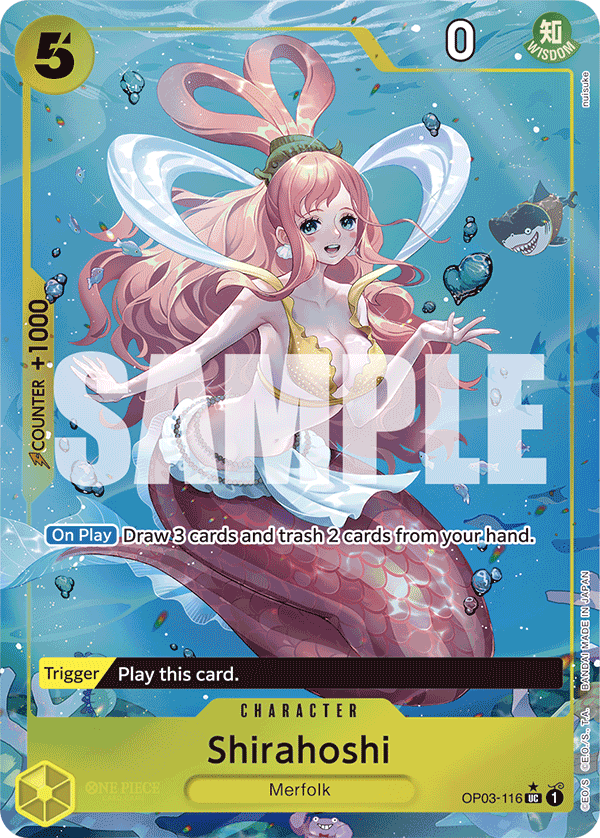 5
0
知
WISDOM
nuisuke
COUNTER +1000
SAMPLE
On Play Draw 3 cards and trash 2 cards from your hand.
Trigger Play this card.
CHARACTER
Shirahoshi
Merfolk
ONE PIECE
OP03-116 UC 1
©E.O./S., T.A. BANDAI MADE IN JAPAN